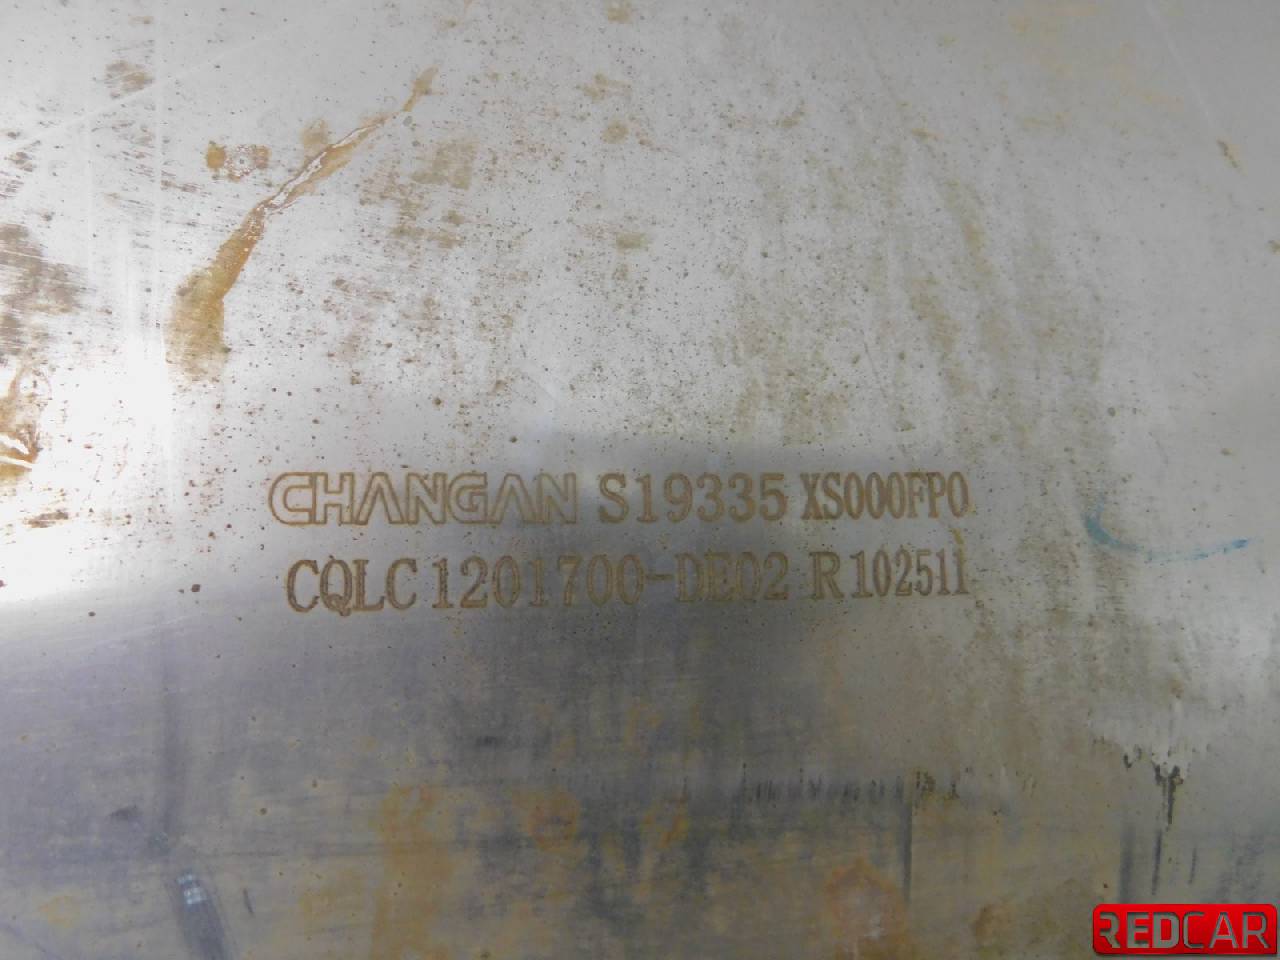 CHANGAN S19335 XS000FP0
CQLC 1201700-DE02 R102511
REDCAR